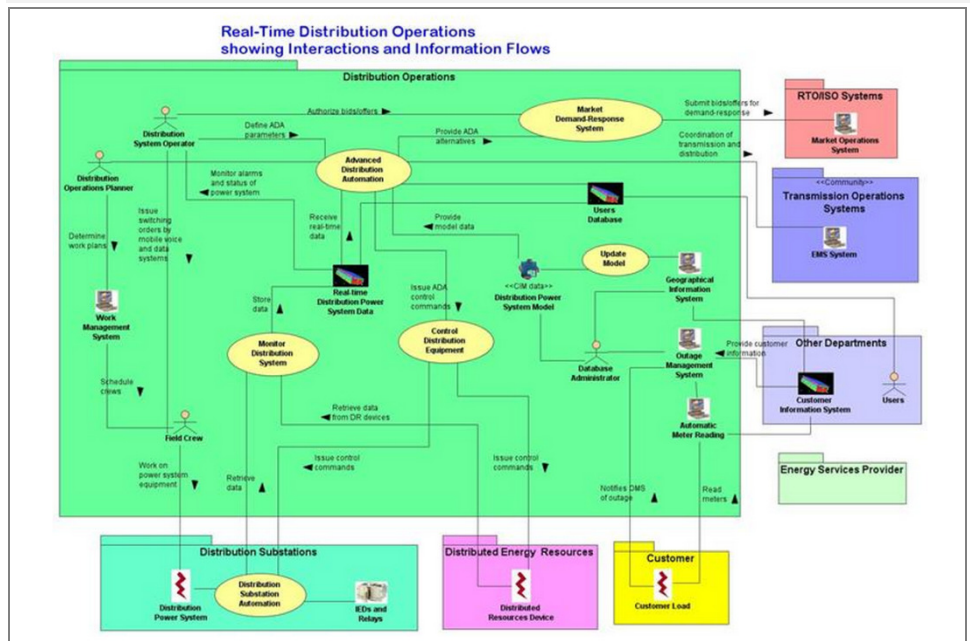 Real-Time Distribution Operations
showing Interactions and Information Flows
Distribution Operations
RTO/ISO Systems
Market Operations
System
Authorize bids/offers
Market
Demand-Response
System
Submit bids/offers for
demand-response
Distribution
System Operator
Define ADA
parameters
Provide ADA
alternatives
Coordination of
transmission and
distribution
Distribution
Operations Planner
Monitor alarms
and status of
power system
Advanced
Distribution
Automation
<<Community>>
Transmission Operations
Systems
EMS System
Users
Database
Issue
switching
orders by
mobile voice
and data
systems
Receive
real-time
data
Provide
model data
Determine
work plans
Update
Model
Geographical
Information
System
Real-time
Distribution Power
System Data
<<CIM data>>
Distribution Power
System Model
Issue ADA
control
commands
Work
Management
System
Store
data
Monitor
Distribution
System
Control
Distribution
Equipment
Database
Administrator
Outage
Management
System
Provide customer
information
Other Departments
Customer
Information System
Users
Schedule
crews
Retrieve data
from DR devices
Automatic
Meter Reading
Field Crew
Work on
power system
equipment
Retrieve
data
Issue control
commands
Issue control
commands
Notifies DMS
of outage
Read
meters
Energy Services Provider
Distribution Substations
Distribution
Power System
Distribution
Substation
Automation
IEDs and
Relays
Distributed Energy Resources
Distributed
Resources Device
Customer
Customer Load